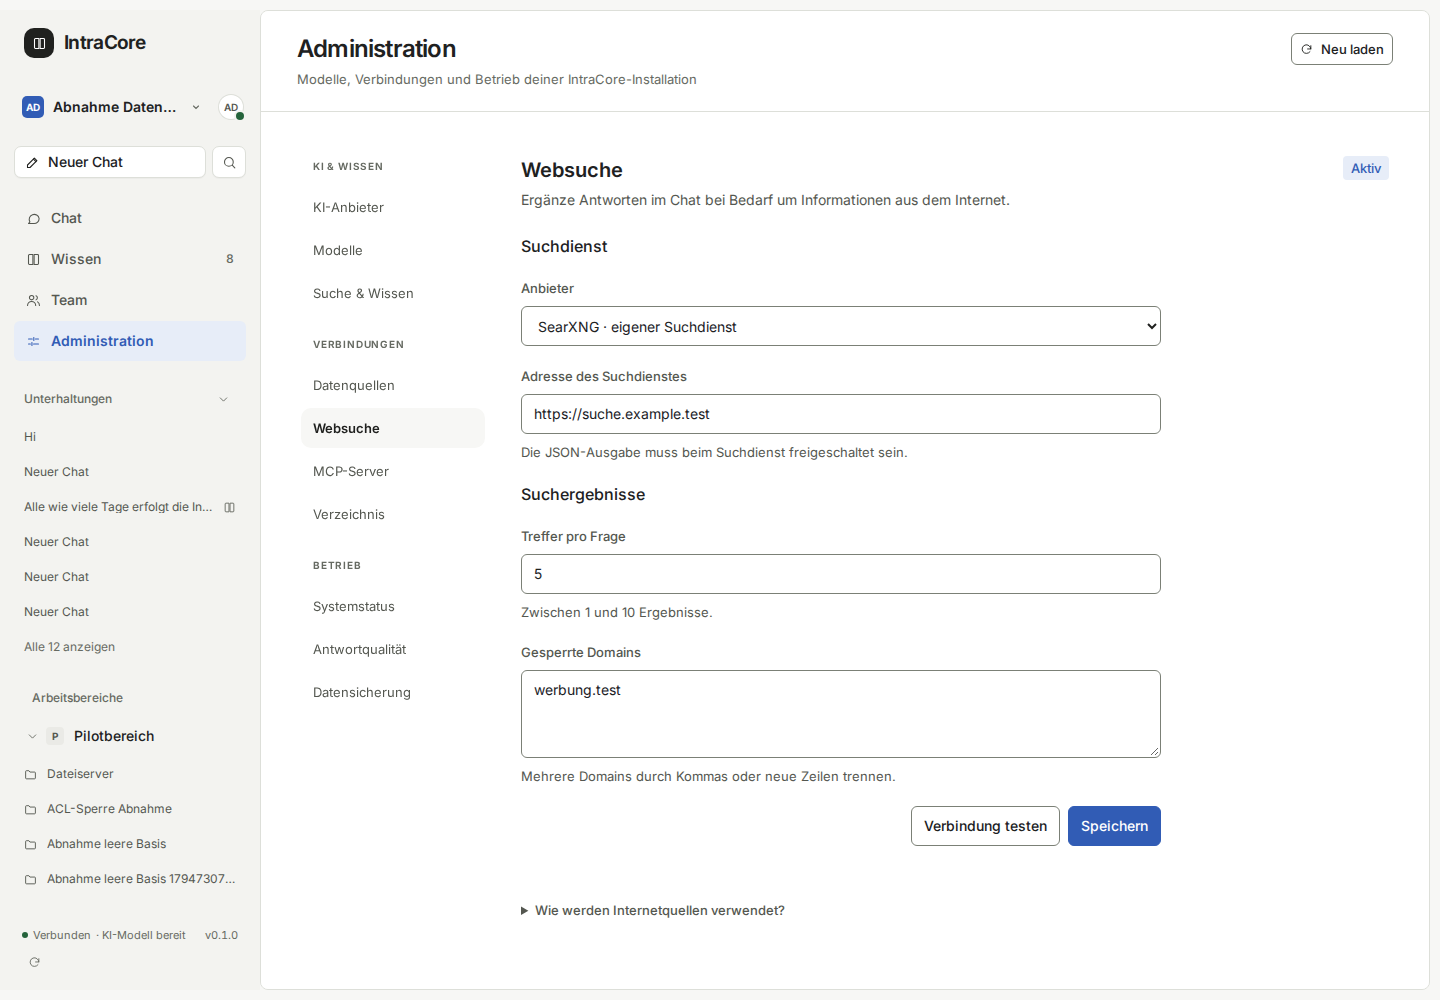 IntraCore
AD Abnahme Daten... AD
Neuer Chat
Chat
Wissen 8
Team
Administration
Unterhaltungen
Hi
Neuer Chat
Alle wie viele Tage erfolgt die In...
Neuer Chat
Neuer Chat
Neuer Chat
Alle 12 anzeigen
Arbeitsbereiche
P Pilotbereich
Dateiserver
ACL-Sperre Abnahme
Abnahme leere Basis
Abnahme leere Basis 17947307...
Verbunden · KI-Modell bereit v0.1.0
Administration
Modelle, Verbindungen und Betrieb deiner IntraCore-Installation
Neu laden
KI & WISSEN
KI-Anbieter
Modelle
Suche & Wissen
VERBINDUNGEN
Datenquellen
Websuche
MCP-Server
Verzeichnis
BETRIEB
Systemstatus
Antwortqualität
Datensicherung
Websuche
Aktiv
Ergänze Antworten im Chat bei Bedarf um Informationen aus dem Internet.
Suchdienst
Anbieter
SearXNG · eigener Suchdienst
Adresse des Suchdienstes
https://suche.example.test
Die JSON-Ausgabe muss beim Suchdienst freigeschaltet sein.
Suchergebnisse
Treffer pro Frage
5
Zwischen 1 und 10 Ergebnisse.
Gesperrte Domains
werbung.test
Mehrere Domains durch Kommas oder neue Zeilen trennen.
Verbindung testen
Speichern
Wie werden Internetquellen verwendet?